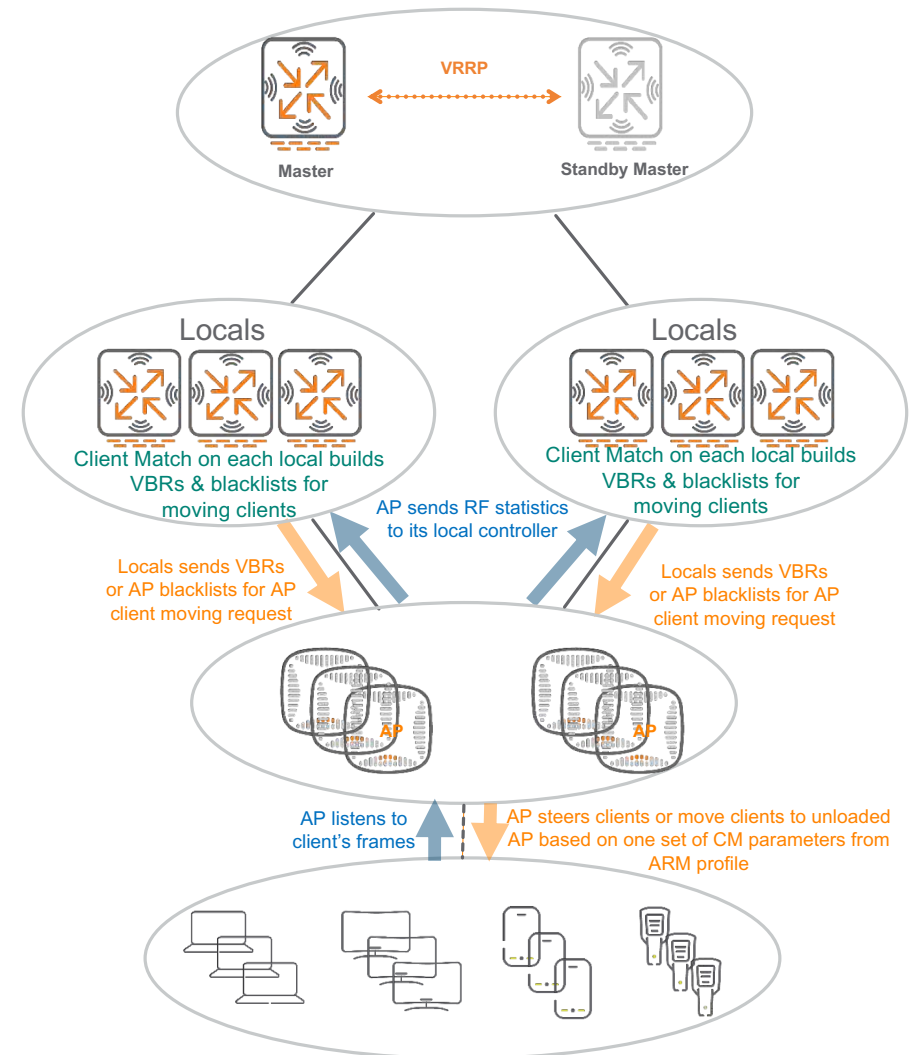 VRRP
Master
Standby Master
Locals
Client Match on each local builds
VBRs & blacklists for
moving clients
Locals
Client Match on each local builds
VBRs & blacklists for
moving clients
AP sends RF statistics
to its local controller
Locals sends VBRs
or AP blacklists for AP
client moving request
Locals sends VBRs
or AP blacklists for AP
client moving request
AP
AP
AP listens to
client's frames
AP steers clients or move clients to unloaded
AP based on one set of CM parameters from
ARM profile